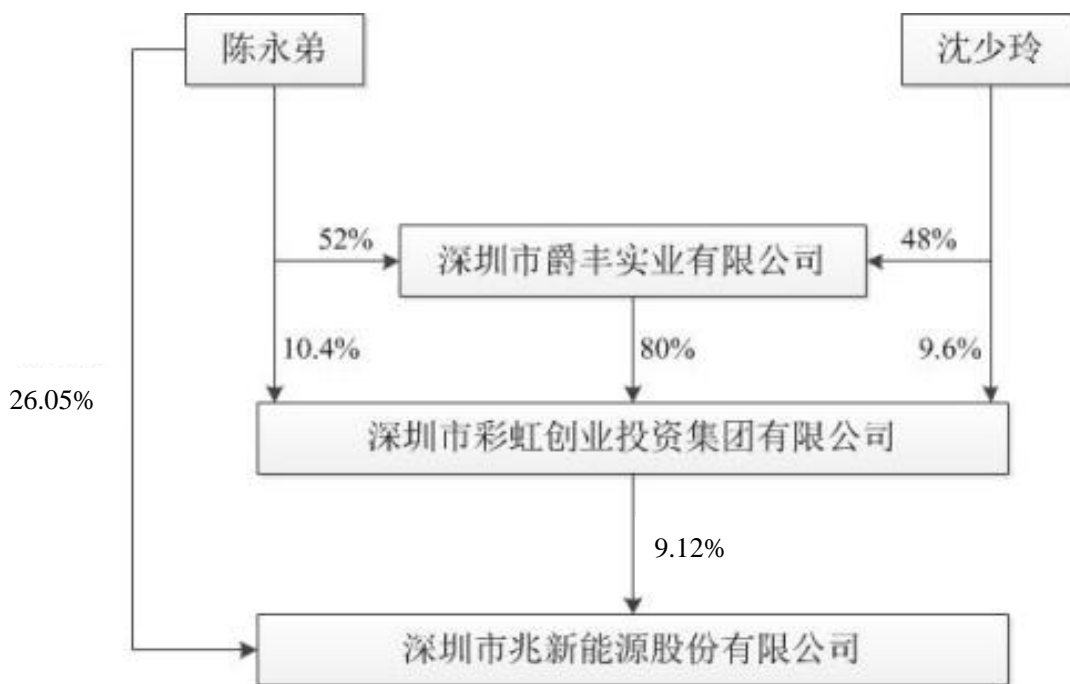 陈永弟
沈少玲
52%
深圳市爵丰实业有限公司
48%
10.4%
80%
9.6%
26.05%
深圳市彩虹创业投资集团有限公司
9.12%
深圳市兆新能源股份有限公司